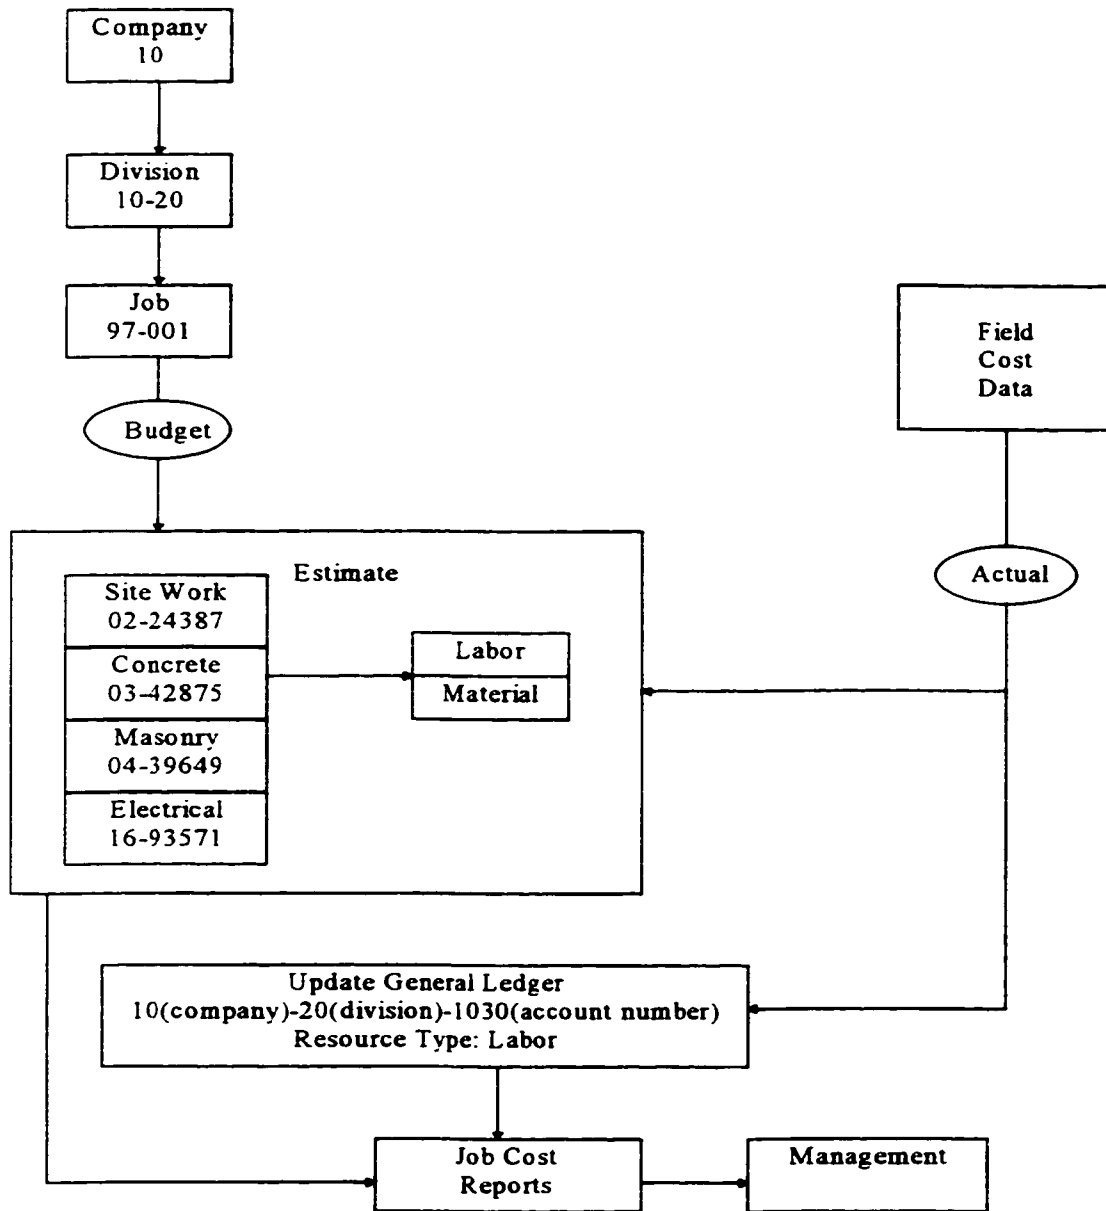 Company
10
Division
10-20
Job
97-001
Field
Cost
Data
Budget
Actual
Estimate
Site Work
02-24387
Concrete
03-42875
Masonry
04-39649
Electrical
16-93571
Labor
Material
Update General Ledger
10(company)-20(division)-1030(account number)
Resource Type: Labor
Job Cost
Reports
Management